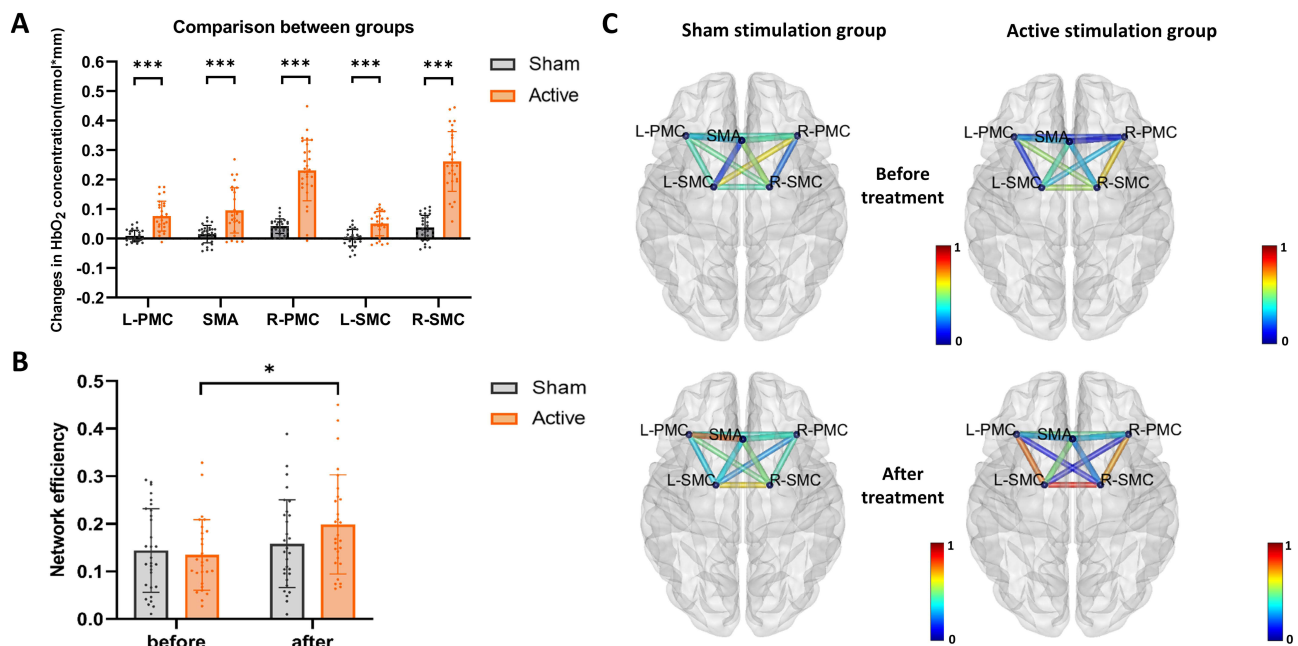 A
Comparison between groups
Changes in HbO₂ concentration(mmol*mm)
0.6
0.5
0.4
0.3
0.2
0.1
0.0
-0.1
-0.2
*** *** *** *** ***
L-PMC SMA R-PMC L-SMC R-SMC
Sham
Active
B
Network efficiency
0.5
0.4
0.3
0.2
0.1
0.0
*
before after
Sham
Active
C
Sham stimulation group Active stimulation group
L-PMC SMA R-PMC
L-SMC R-SMC
L-PMC SMA R-PMC
L-SMC R-SMC
Before
treatment
1
0
1
0
L-PMC SMA R-PMC
L-SMC R-SMC
L-PMC SMA R-PMC
L-SMC R-SMC
After
treatment
1
0
1
0